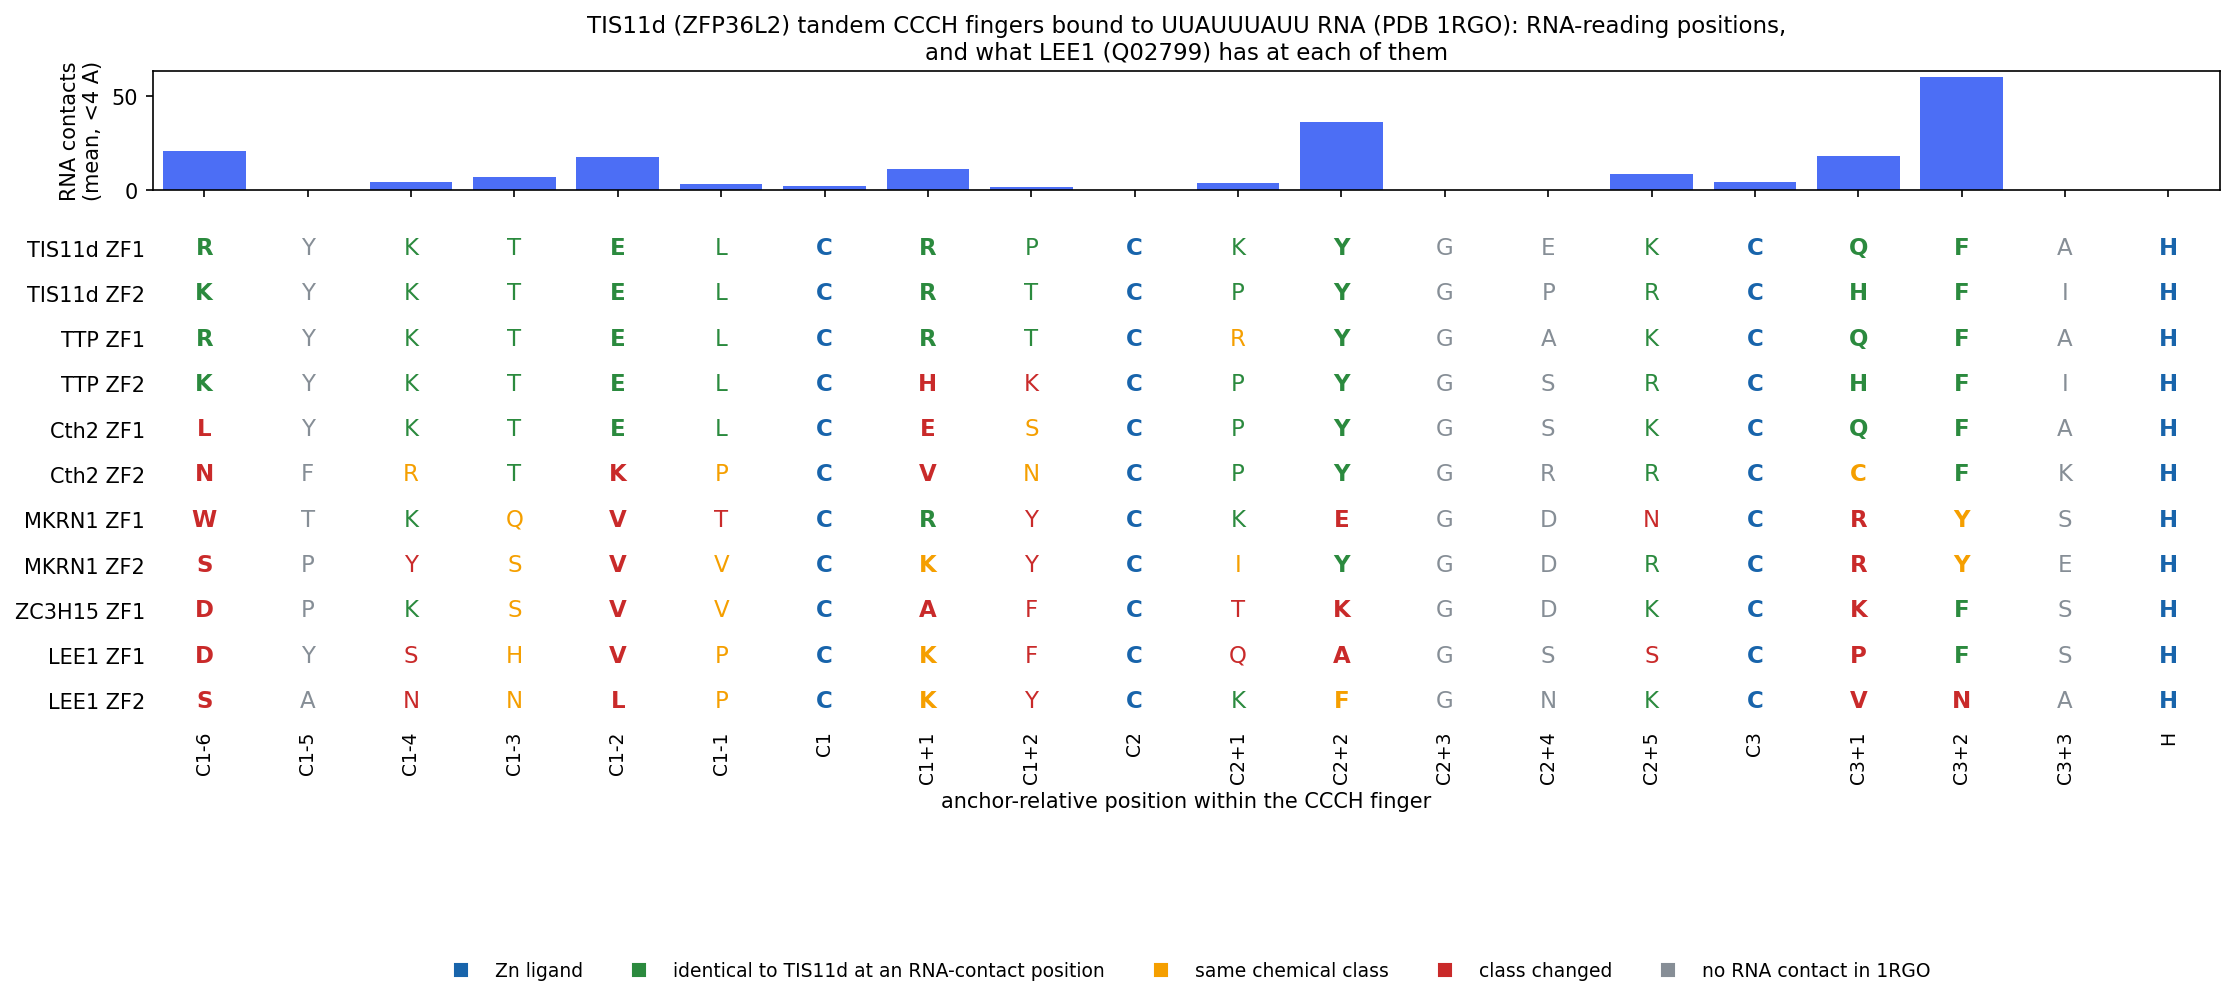 TIS11d (ZFP36L2) tandem CCCH fingers bound to UUAUUUAUU RNA (PDB 1RGO): RNA-reading positions,
and what LEE1 (Q02799) has at each of them
RNA contacts
(mean, <4 A)
50
0
TIS11d ZF1 R Y K T E L C R P C K Y G E K C Q F A H
TIS11d ZF2 K Y K T E L C R T C P Y G P R C H F I H
TTP ZF1 R Y K T E L C R T C R Y G A K C Q F A H
TTP ZF2 K Y K T E L C H K C P Y G S R C H F I H
Cth2 ZF1 L Y K T E L C E S C P Y G S K C Q F A H
Cth2 ZF2 N F R T K P C V N C P Y G R R C C F K H
MKRN1 ZF1 W T K Q V T C R Y C K E G D N C R Y S H
MKRN1 ZF2 S P Y S V V C K Y C I Y G D R C R Y E H
ZC3H15 ZF1 D P K S V V C A F C T K G D K C K F S H
LEE1 ZF1 D Y S H V P C K F C Q A G S S C P F S H
LEE1 ZF2 S A N N L P C K Y C K F G N K C V N A H
C1-6 C1-5 C1-4 C1-3 C1-2 C1-1 C1 C1+1 C1+2 C2 C2+1 C2+2 C2+3 C2+4 C2+5 C3 C3+1 C3+2 C3+3 H
anchor-relative position within the CCCH finger
Zn ligand identical to TIS11d at an RNA-contact position same chemical class class changed no RNA contact in 1RGO